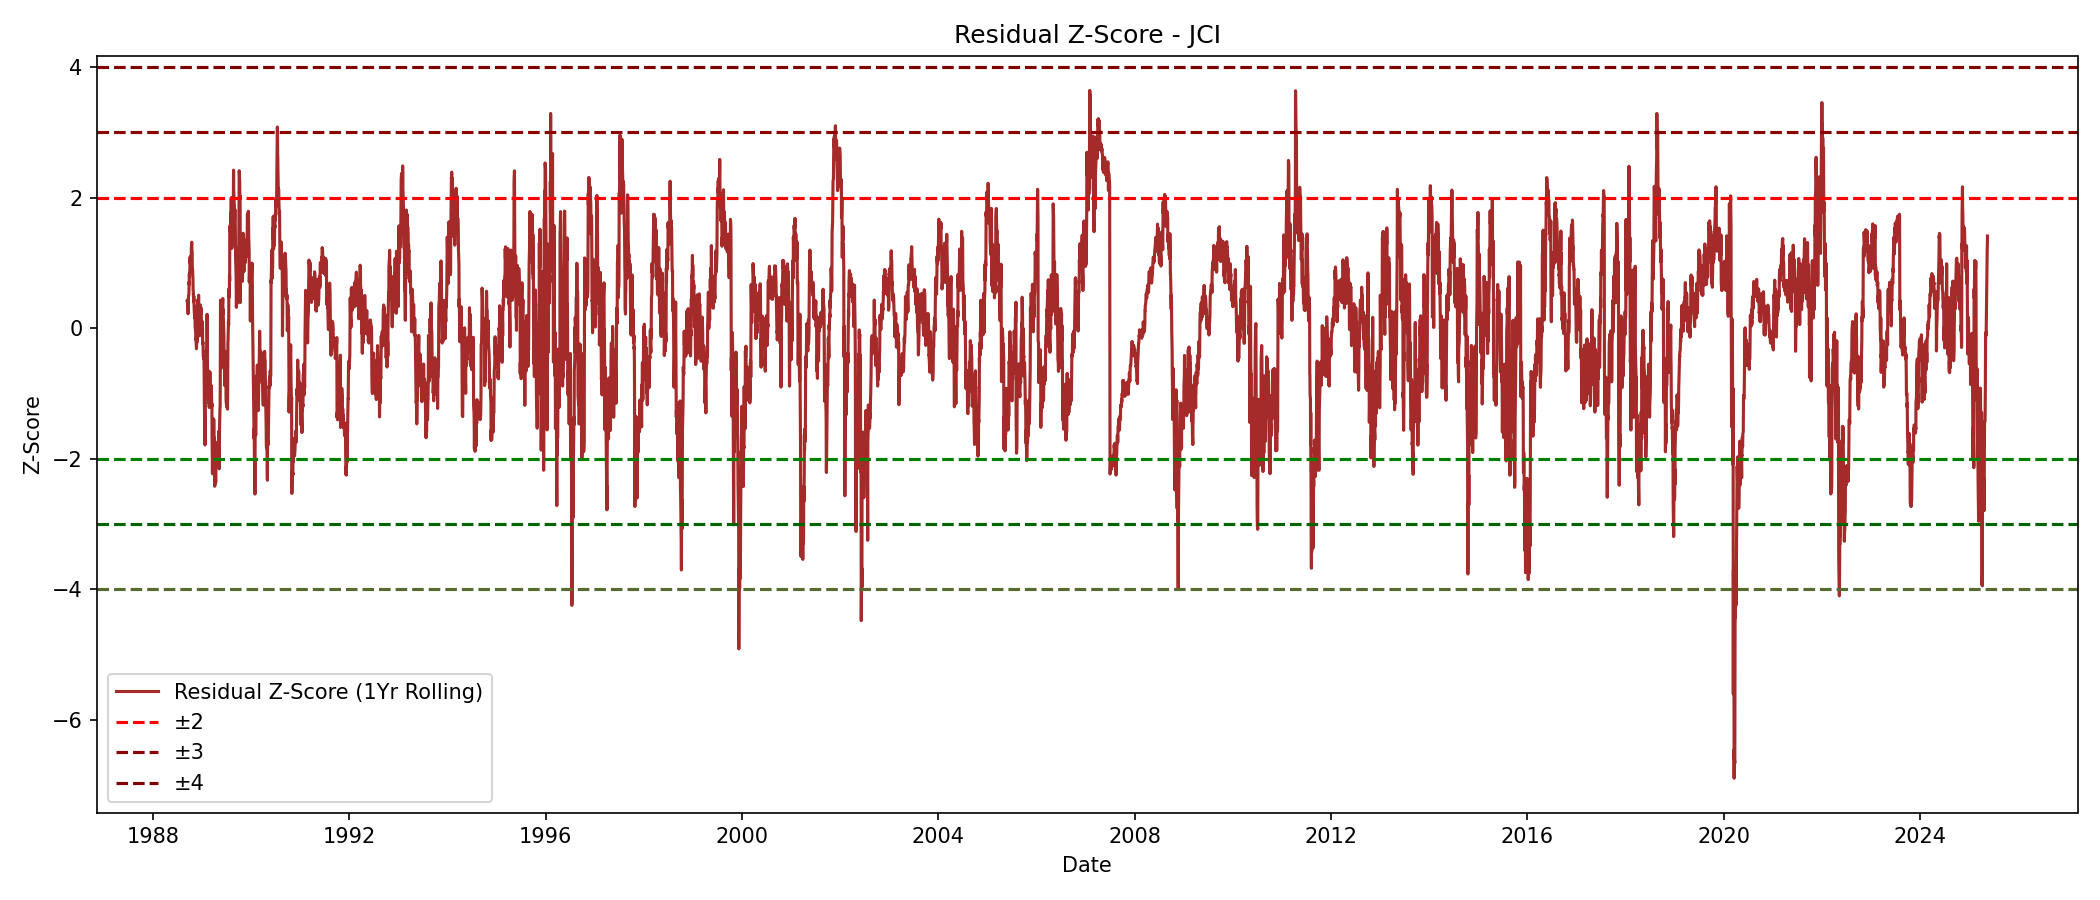 Residual Z-Score - JCI
4
2
0
−2
−4
−6
Z-Score
Residual Z-Score (1Yr Rolling)
±2
±3
±4
1988 1992 1996 2000 2004 2008 2012 2016 2020 2024
Date